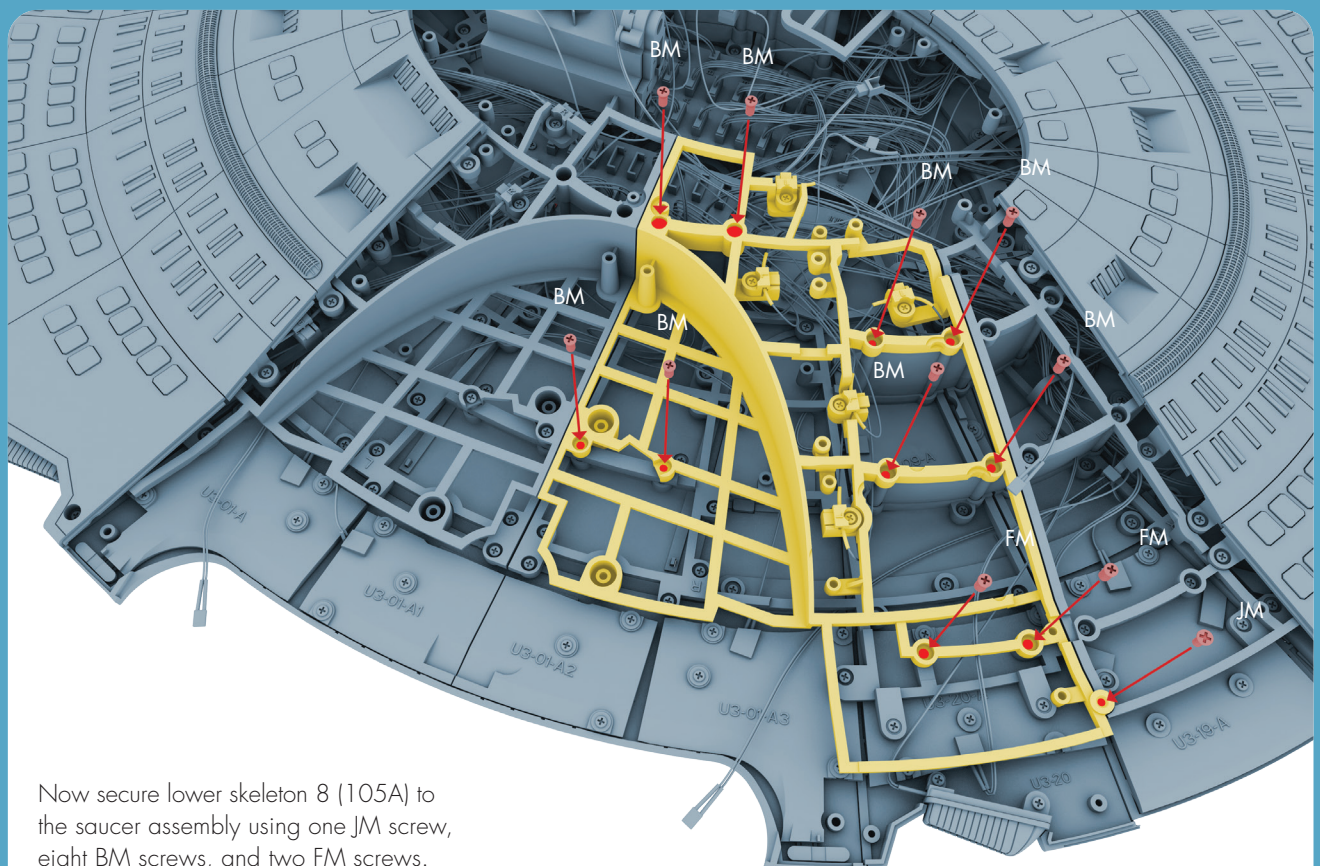 BM
BM
BM
BM
BM
BM
BM
BM
FM
FM
JM
U3-01-A
U3-01-A1
U3-01-A2
U3-01-A3
U3-19-A
U3-20
L
R
Now secure lower skeleton 8 (105A) to
the saucer assembly using one JM screw,
eight BM screws, and two FM screws.